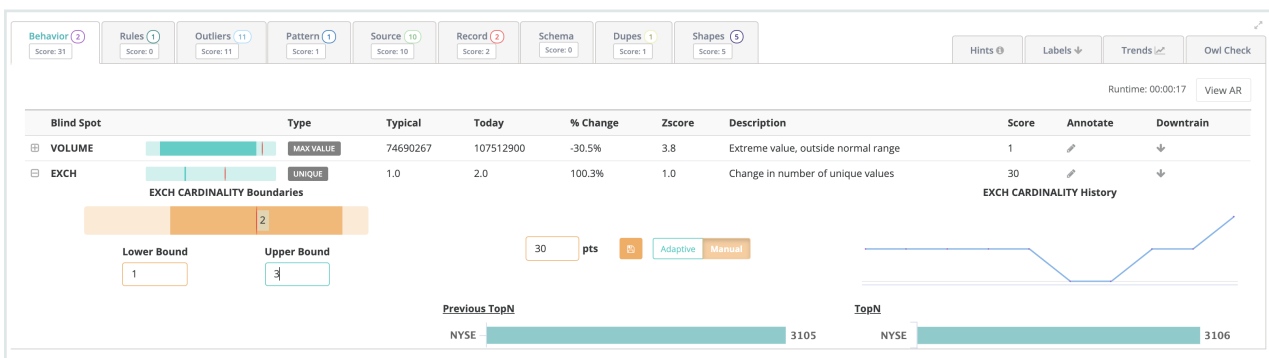 Behavior 2 Rules 1 Outliers 11 Pattern 1 Source 10 Record 2 Schema Dupes 1 Shapes 5
Score: 31 Score: 0 Score: 11 Score: 1 Score: 10 Score: 2 Score: 0 Score: 1 Score: 5
Hints Labels Trends Owl Check
Runtime: 00:00:17 View AR
Blind Spot Type Typical Today % Change Zscore Description Score Annotate Downtrain
VOLUME MAX VALUE 74690267 107512900 -30.5% 3.8 Extreme value, outside normal range 1
EXCH UNIQUE 1.0 2.0 100.3% 1.0 Change in number of unique values 30
EXCH CARDINALITY Boundaries EXCH CARDINALITY History
2
Lower Bound Upper Bound 30 pts Adaptive Manual
1 3
Previous TopN TopN
NYSE 3105 NYSE 3106